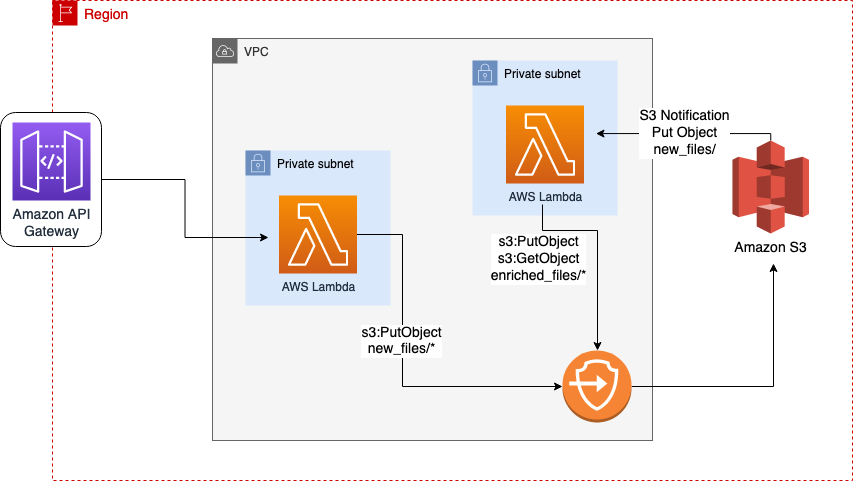 Region
VPC
Private subnet
AWS Lambda
S3 Notification
Put Object
new_files/
Amazon API
Gateway
Private subnet
AWS Lambda
s3:PutObject
s3:GetObject
enriched_files/*
Amazon S3
s3:PutObject
new_files/*